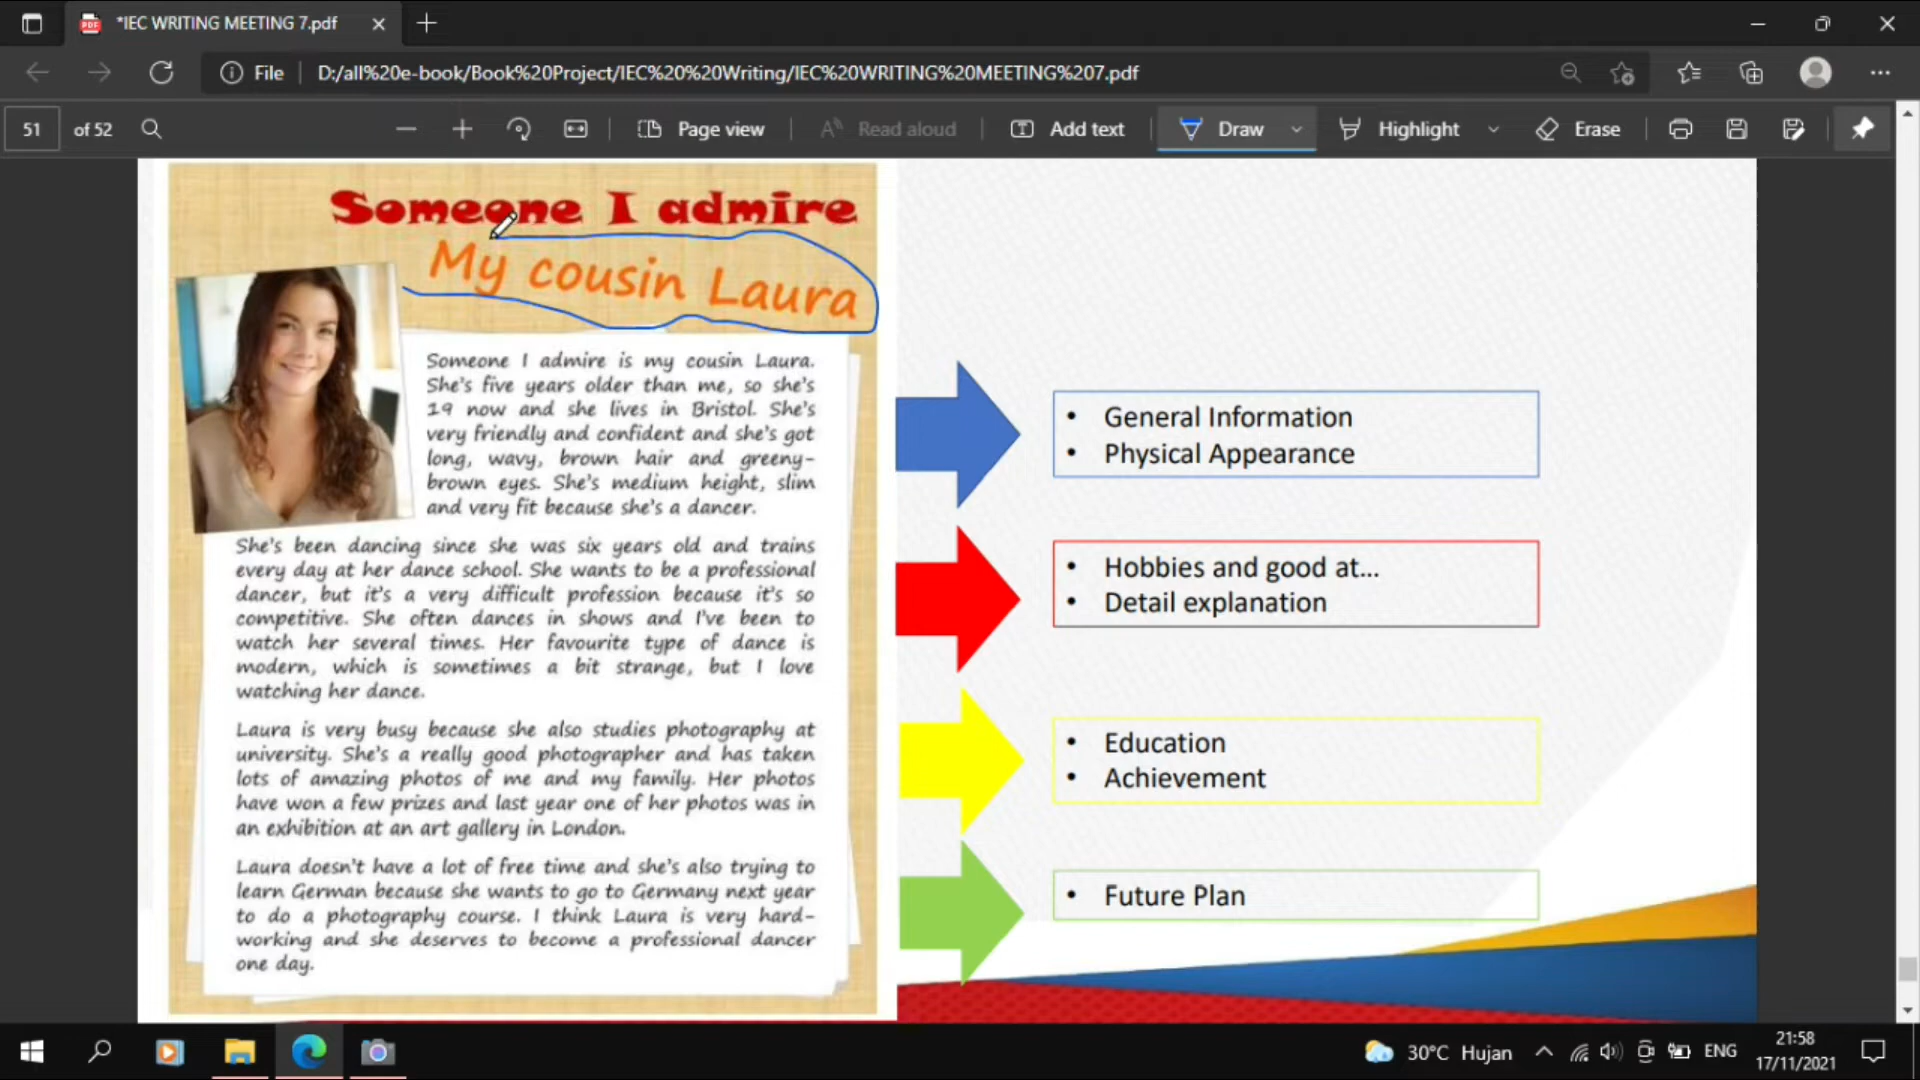 *IEC WRITING MEETING 7.pdf
File
D:/all%20e-book/Book%20Project/IEC%20%20Writing/IEC%20WRITING%20MEETING%207.pdf
51 of 52
Page view
Read aloud
Add text
Draw
Highlight
Erase
Someone I admire
My cousin Laura
Someone I admire is my cousin Laura.
She's five years older than me, so she's
19 now and she lives in Bristol. She's
very friendly and confident and she's got
long, wavy, brown hair and greeny-
brown eyes. She's medium height, slim
and very fit because she's a dancer.
She's been dancing since she was six years old and trains
every day at her dance school. She wants to be a professional
dancer, but it's a very difficult profession because it's so
competitive. She often dances in shows and I've been to
watch her several times. Her favourite type of dance is
modern, which is sometimes a bit strange, but I love
watching her dance.
Laura is very busy because she also studies photography at
university. She's a really good photographer and has taken
lots of amazing photos of me and my family. Her photos
have won a few prizes and last year one of her photos was in
an exhibition at an art gallery in London.
Laura doesn't have a lot of free time and she's also trying to
learn German because she wants to go to Germany next year
to do a photography course. I think Laura is very hard-
working and she deserves to become a professional dancer
one day.
• General Information
• Physical Appearance
• Hobbies and good at...
• Detail explanation
• Education
• Achievement
• Future Plan
30°C Hujan
ENG
21:58
17/11/2021